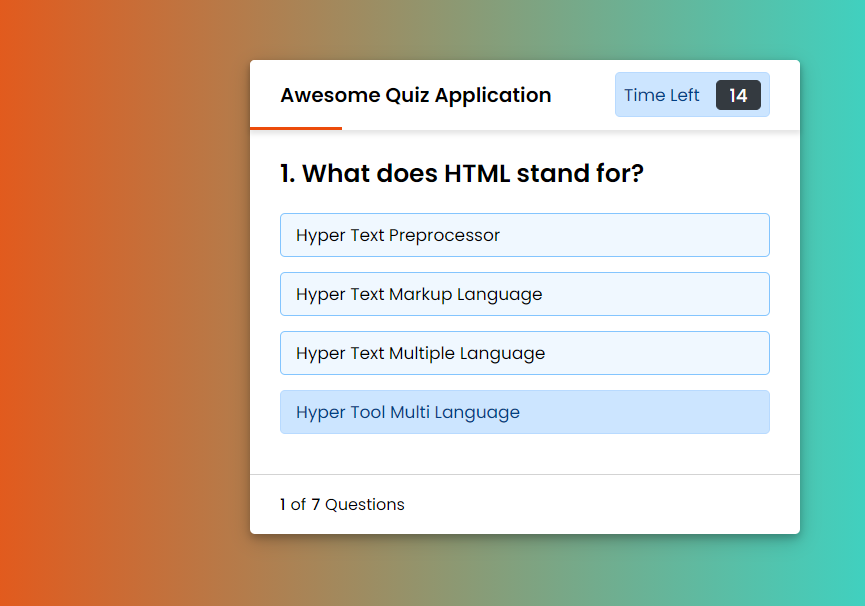 Awesome Quiz Application
Time Left 14
1. What does HTML stand for?
Hyper Text Preprocessor
Hyper Text Markup Language
Hyper Text Multiple Language
Hyper Tool Multi Language
1 of 7 Questions